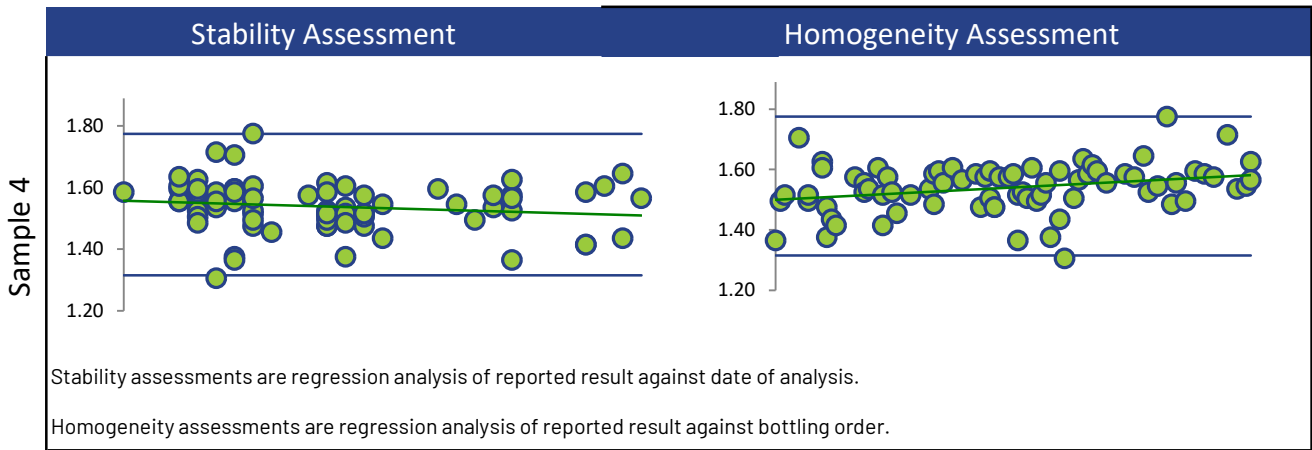 Stability Assessment
Homogeneity Assessment
Sample 4
1.80
1.60
1.40
1.20
1.80
1.60
1.40
1.20
Stability assessments are regression analysis of reported result against date of analysis.
Homogeneity assessments are regression analysis of reported result against bottling order.